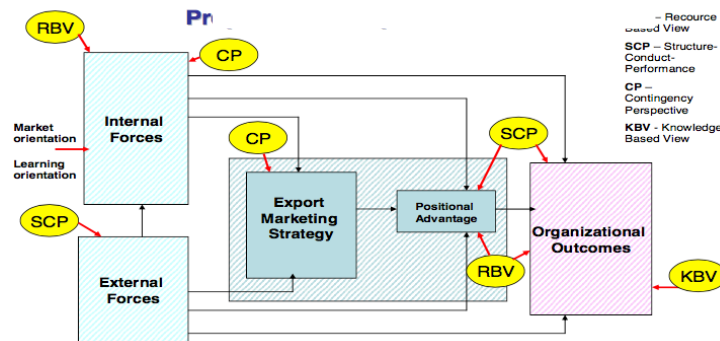 Pr
– Recource
Based View
SCP – Structure-
Conduct-
Performance
CP –
Contingency
Perspective
KBV - Knowledge
Based View
RBV
CP
Internal
Forces
Market
orientation
Learning
orientation
CP
SCP
Export
Marketing
Strategy
Positional
Advantage
Organizational
Outcomes
SCP
External
Forces
RBV
KBV